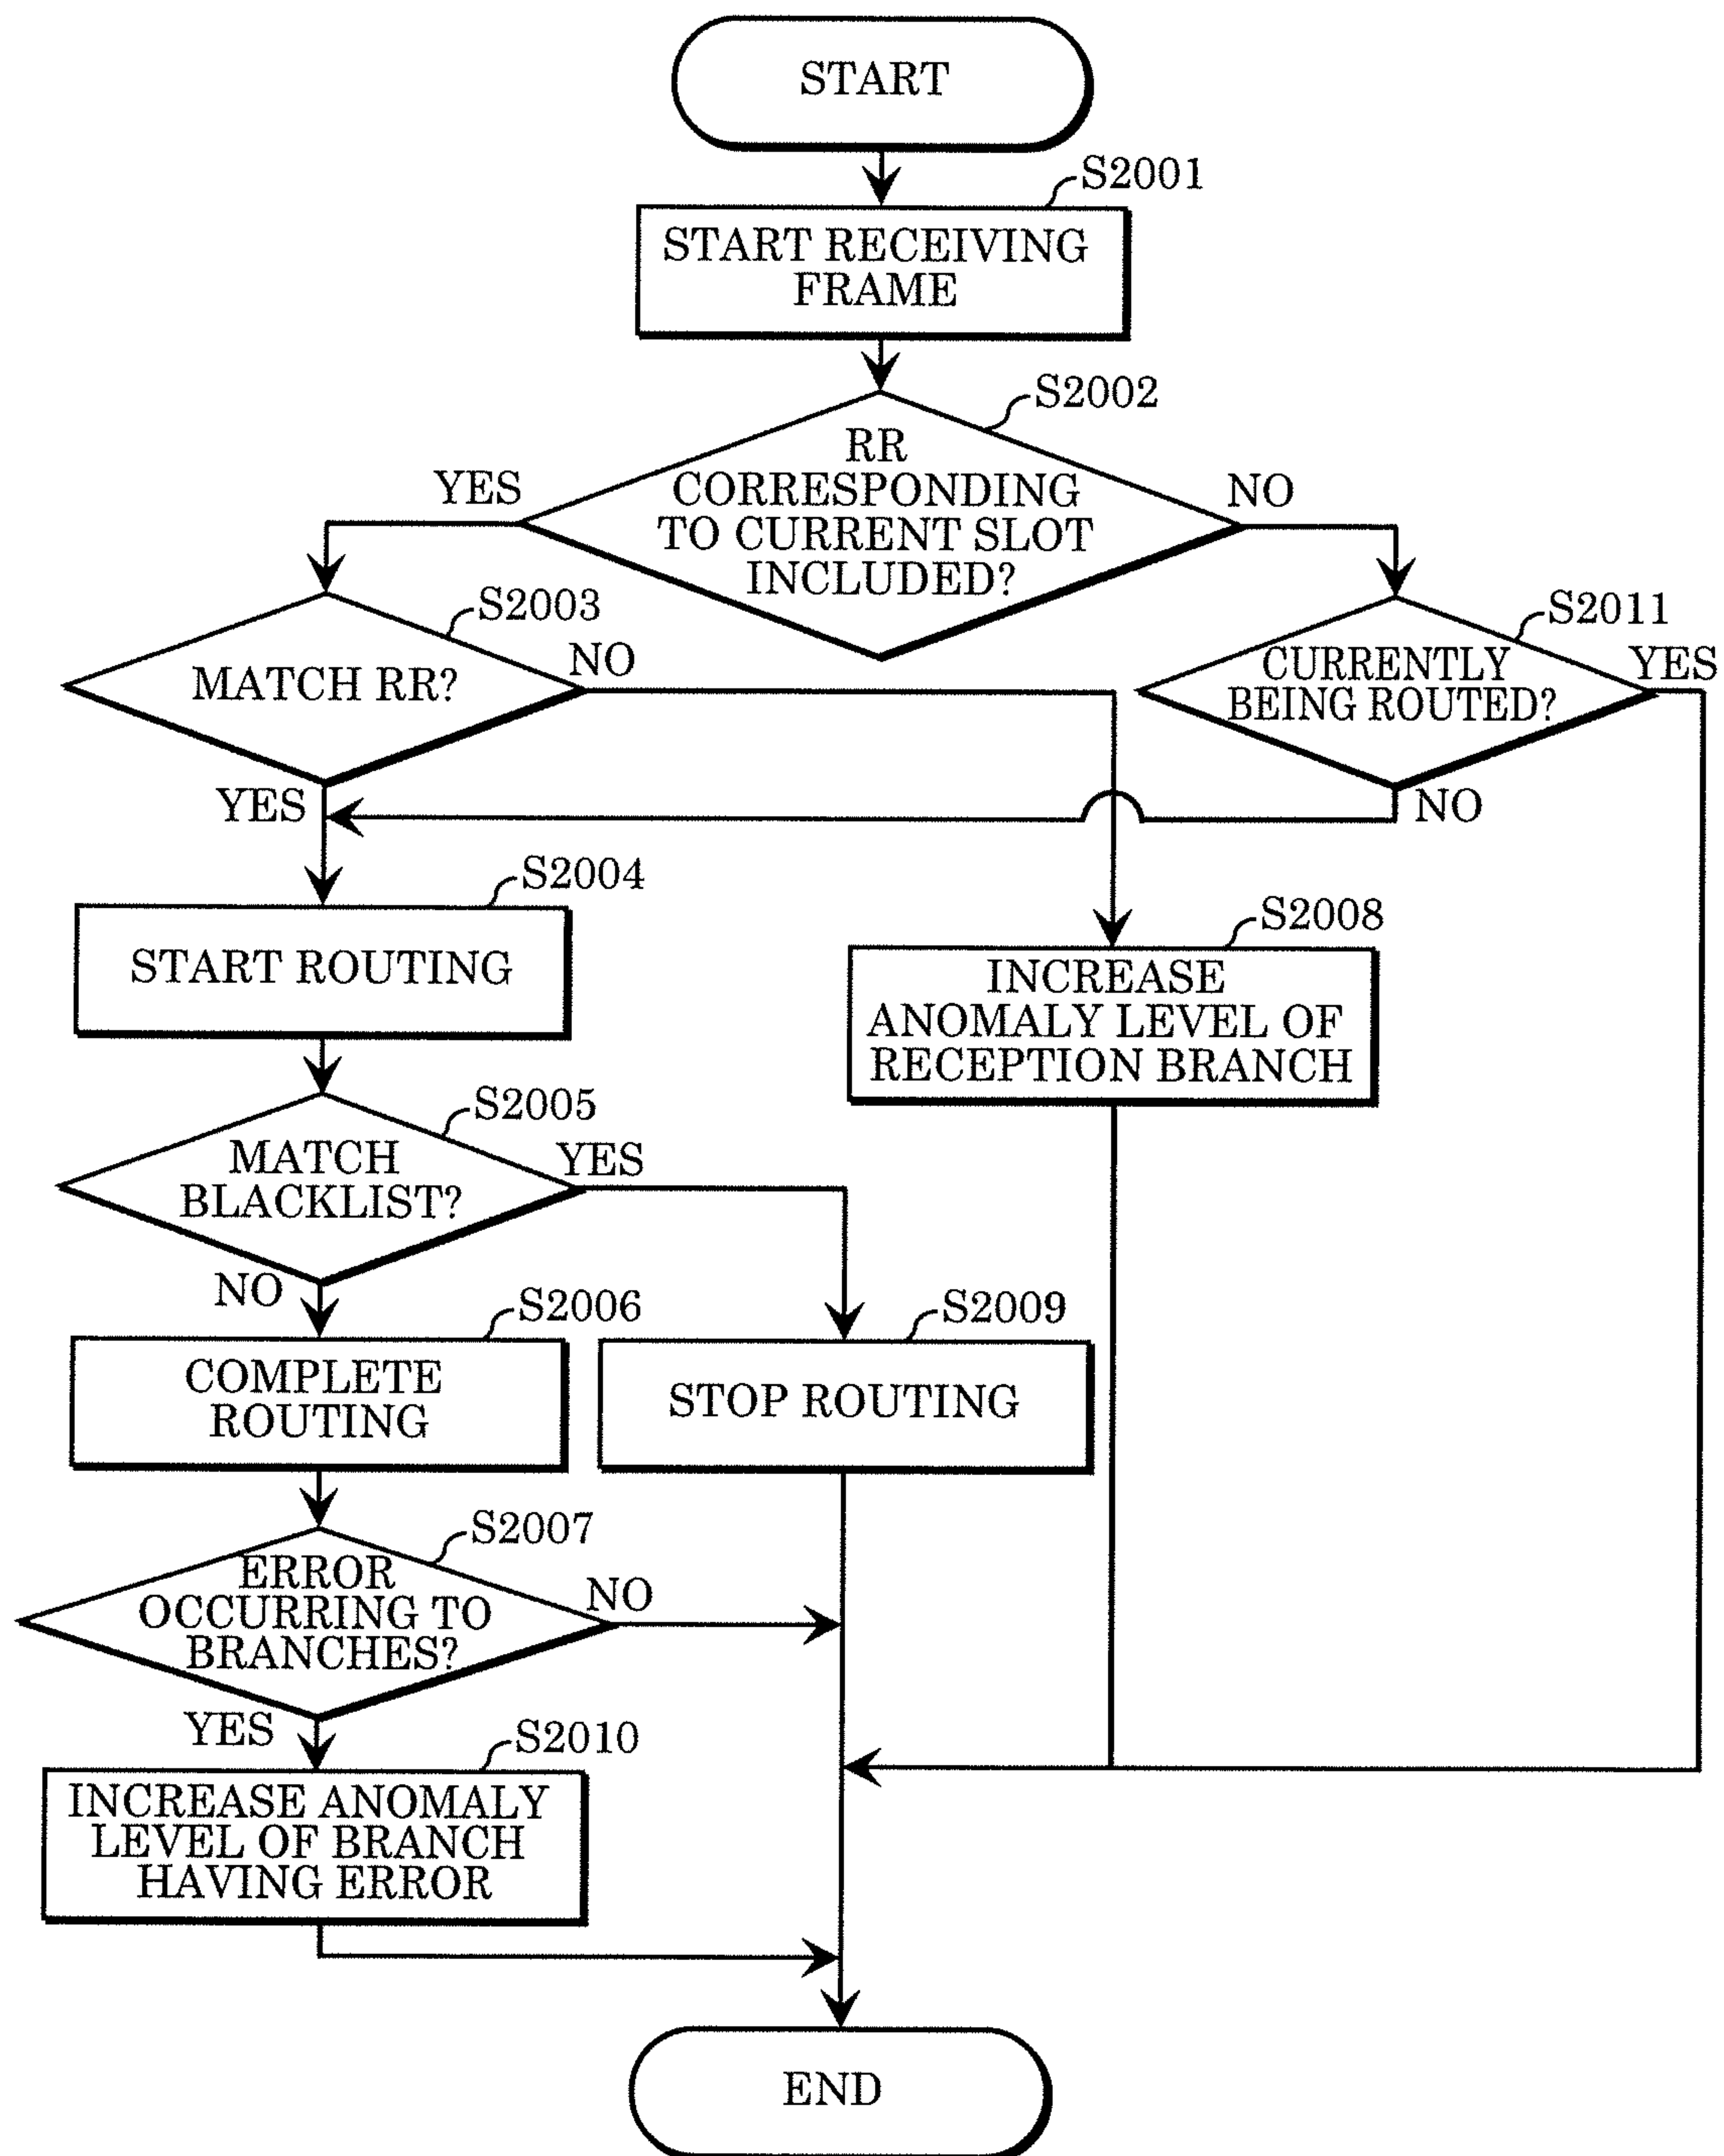 START
S2001
START RECEIVING
FRAME
S2002
RR
CORRESPONDING
TO CURRENT SLOT
INCLUDED?
YES
NO
S2003
MATCH RR?
NO
YES
S2011
CURRENTLY
BEING ROUTED?
YES
NO
S2004
START ROUTING
S2008
INCREASE
ANOMALY LEVEL OF
RECEPTION BRANCH
S2005
MATCH
BLACKLIST?
YES
NO
S2006
COMPLETE
ROUTING
S2009
STOP ROUTING
S2007
ERROR
OCCURRING TO
BRANCHES?
NO
YES
S2010
INCREASE ANOMALY
LEVEL OF BRANCH
HAVING ERROR
END